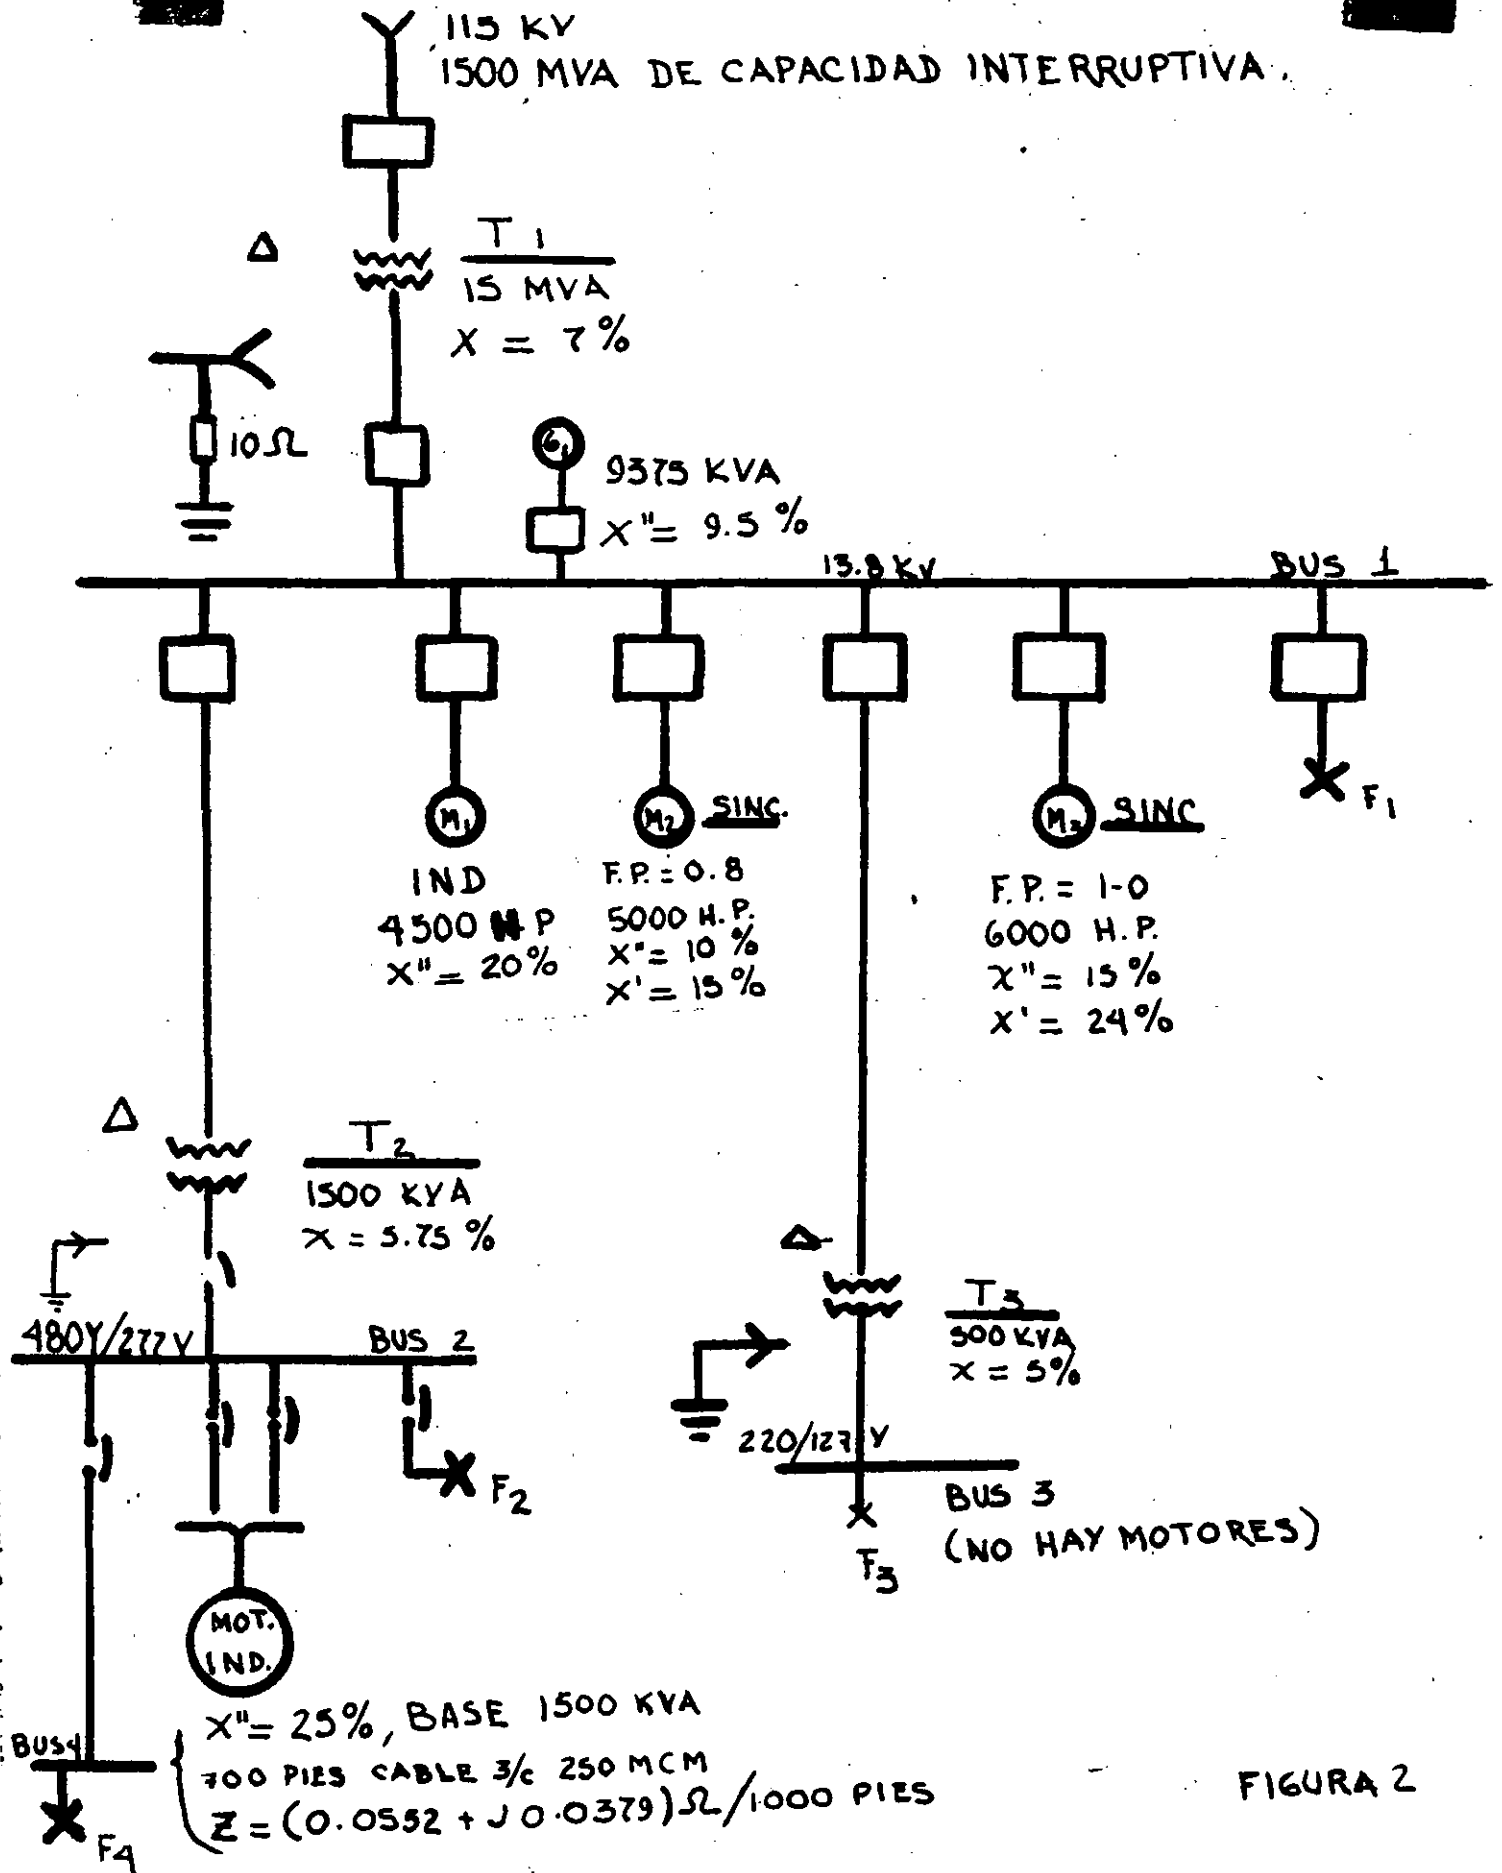 115 KV
1500 MVA DE CAPACIDAD INTERRUPTIVA.
Δ
T1
15 MVA
X = 7%
10Ω
G1
9375 KVA
X"= 9.5 %
13.8 KV
BUS 1
M1
IND
4500 H P
X"= 20%
M2
SINC.
F.P. = 0.8
5000 H.P.
X"= 10 %
X'= 15%
M3
SINC
F.P. = 1-0
6000 H.P.
X"= 15%
X' = 24%
F1
Δ
T2
1500 KVA
X = 5.75 %
480Y/277 V
BUS 2
F2
Δ
T3
500 KVA
X = 5%
220/127 V
BUS 3
(NO HAY MOTORES)
F3
MOT.
IND.
X"= 25%, BASE 1500 KVA
700 PIES CABLE 3/c 250 MCM
Z = (0.0552 + J 0.0379)Ω/1000 PIES
BUS 4
F4
FIGURA 2